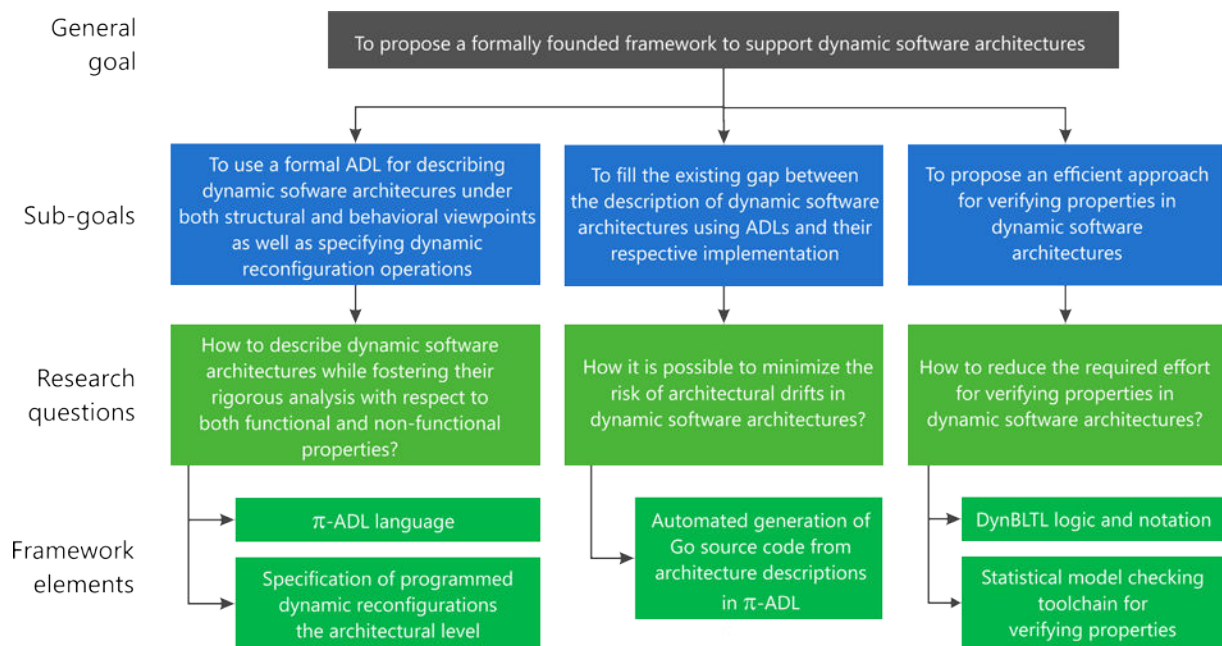 General
goal
To propose a formally founded framework to support dynamic software architectures
Sub-goals
To use a formal ADL for describing
dynamic sofware architecures under
both structural and behavioral viewpoints
as well as specifying dynamic
reconfiguration operations
To fill the existing gap between
the description of dynamic software
architectures using ADLs and their
respective implementation
To propose an efficient approach
for verifying properties in
dynamic software
architectures
Research
questions
How to describe dynamic software
architectures while fostering their
rigorous analysis with respect to
both functional and non-functional
properties?
How it is possible to minimize the
risk of architectural drifts in
dynamic software architectures?
How to reduce the required effort
for verifying properties in
dynamic software architectures?
Framework
elements
π-ADL language
Specification of programmed
dynamic reconfigurations
the architectural level
Automated generation of
Go source code from
architecture descriptions
in π-ADL
DynBLTL logic and notation
Statistical model checking
toolchain for
verifying properties